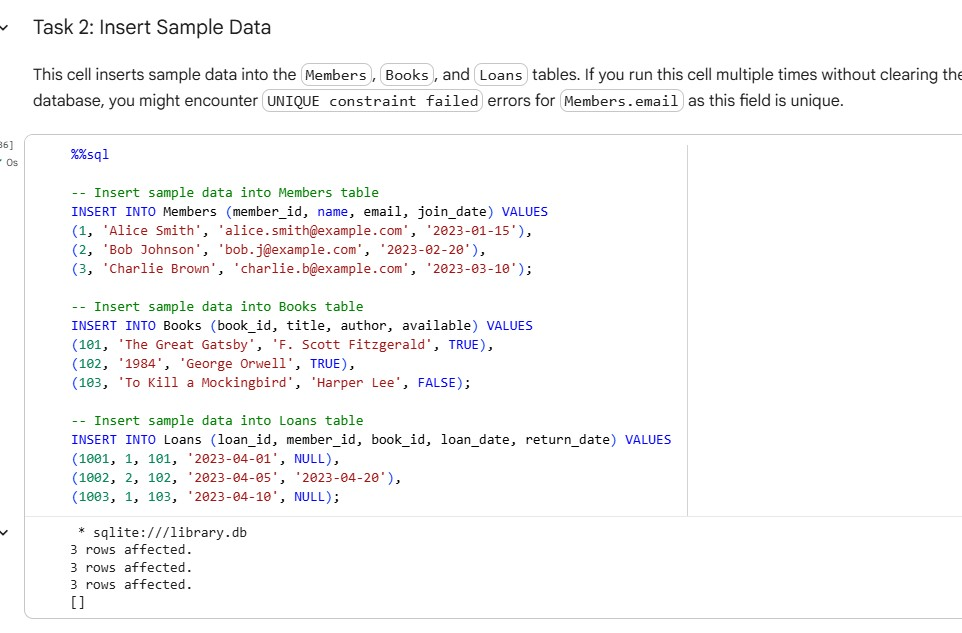 Task 2: Insert Sample Data
This cell inserts sample data into the Members, Books, and Loans tables. If you run this cell multiple times without clearing the
database, you might encounter UNIQUE constraint failed errors for Members.email as this field is unique.
36]
0s
%%sql
-- Insert sample data into Members table
INSERT INTO Members (member_id, name, email, join_date) VALUES
(1, 'Alice Smith', 'alice.smith@example.com', '2023-01-15'),
(2, 'Bob Johnson', 'bob.j@example.com', '2023-02-20'),
(3, 'Charlie Brown', 'charlie.b@example.com', '2023-03-10');
-- Insert sample data into Books table
INSERT INTO Books (book_id, title, author, available) VALUES
(101, 'The Great Gatsby', 'F. Scott Fitzgerald', TRUE),
(102, '1984', 'George Orwell', TRUE),
(103, 'To Kill a Mockingbird', 'Harper Lee', FALSE);
-- Insert sample data into Loans table
INSERT INTO Loans (loan_id, member_id, book_id, loan_date, return_date) VALUES
(1001, 1, 101, '2023-04-01', NULL),
(1002, 2, 102, '2023-04-05', '2023-04-20'),
(1003, 1, 103, '2023-04-10', NULL);
* sqlite:///library.db
3 rows affected.
3 rows affected.
3 rows affected.
[]